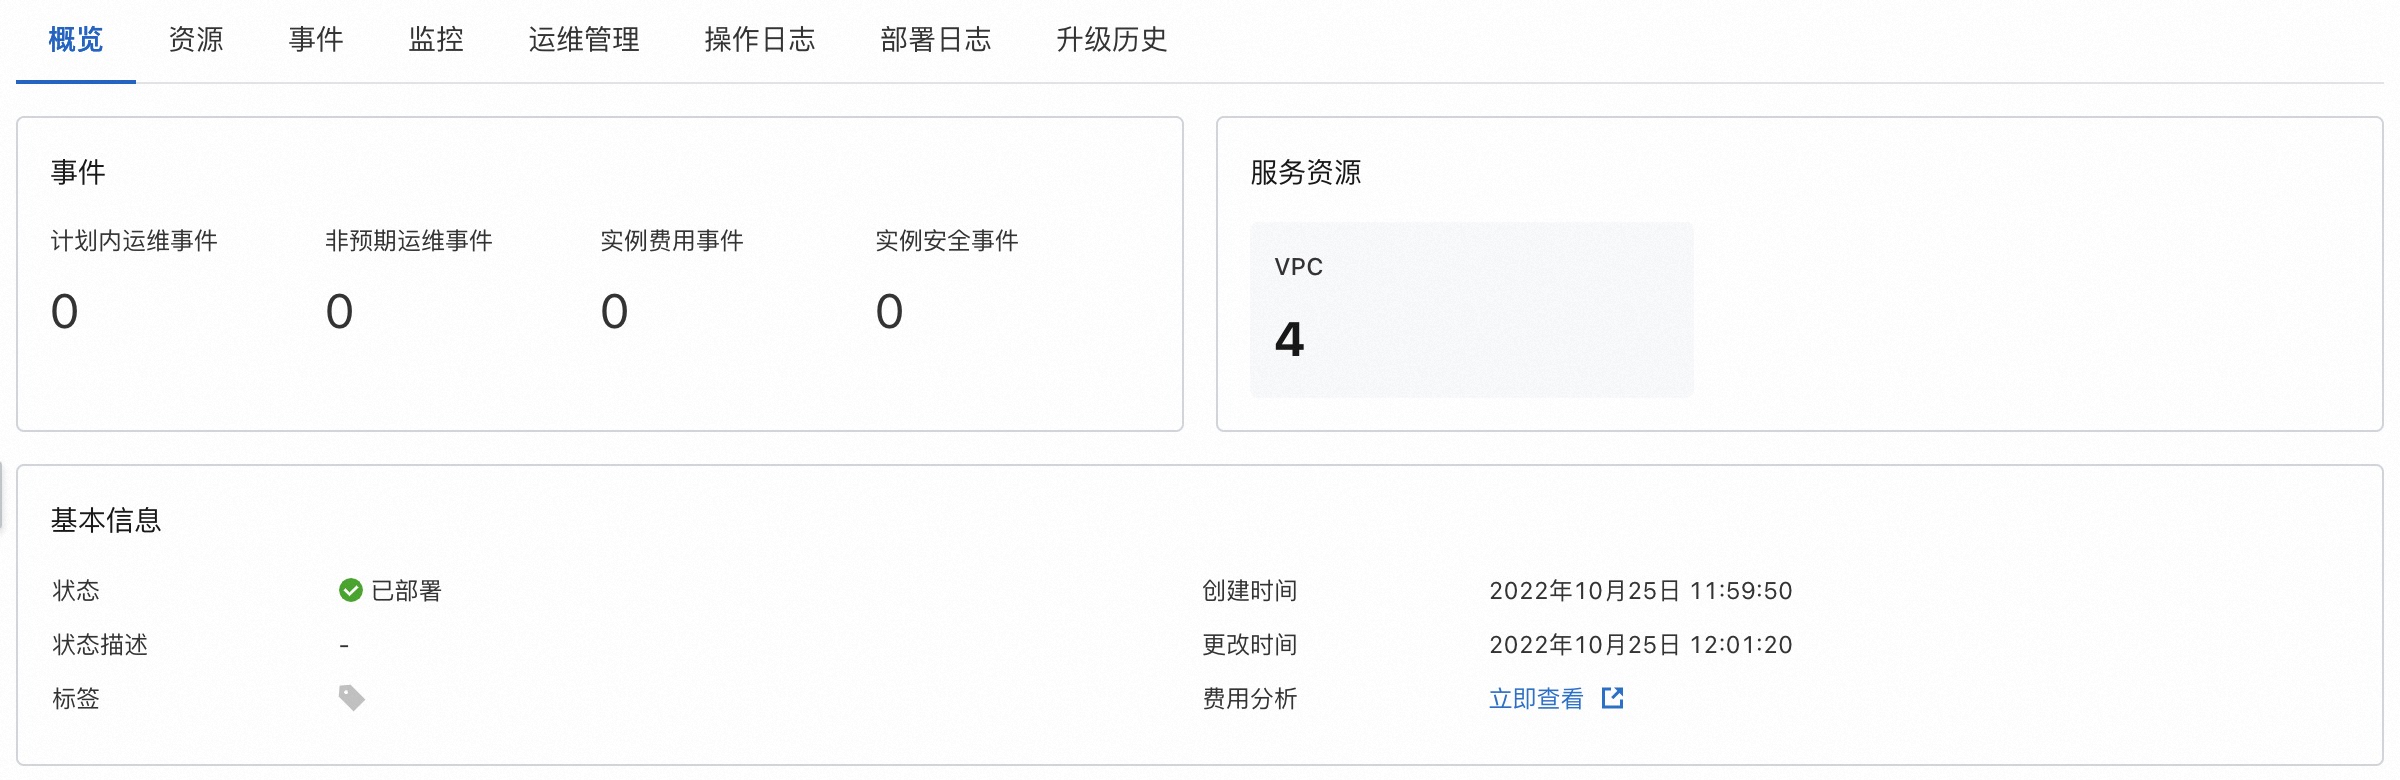 概览 资源 事件 监控 运维管理 操作日志 部署日志 升级历史
事件
计划内运维事件 非预期运维事件 实例费用事件 实例安全事件
0 0 0 0
服务资源
VPC
4
基本信息
状态 已部署 创建时间 2022年10月25日 11:59:50
状态描述 - 更改时间 2022年10月25日 12:01:20
标签 费用分析 立即查看